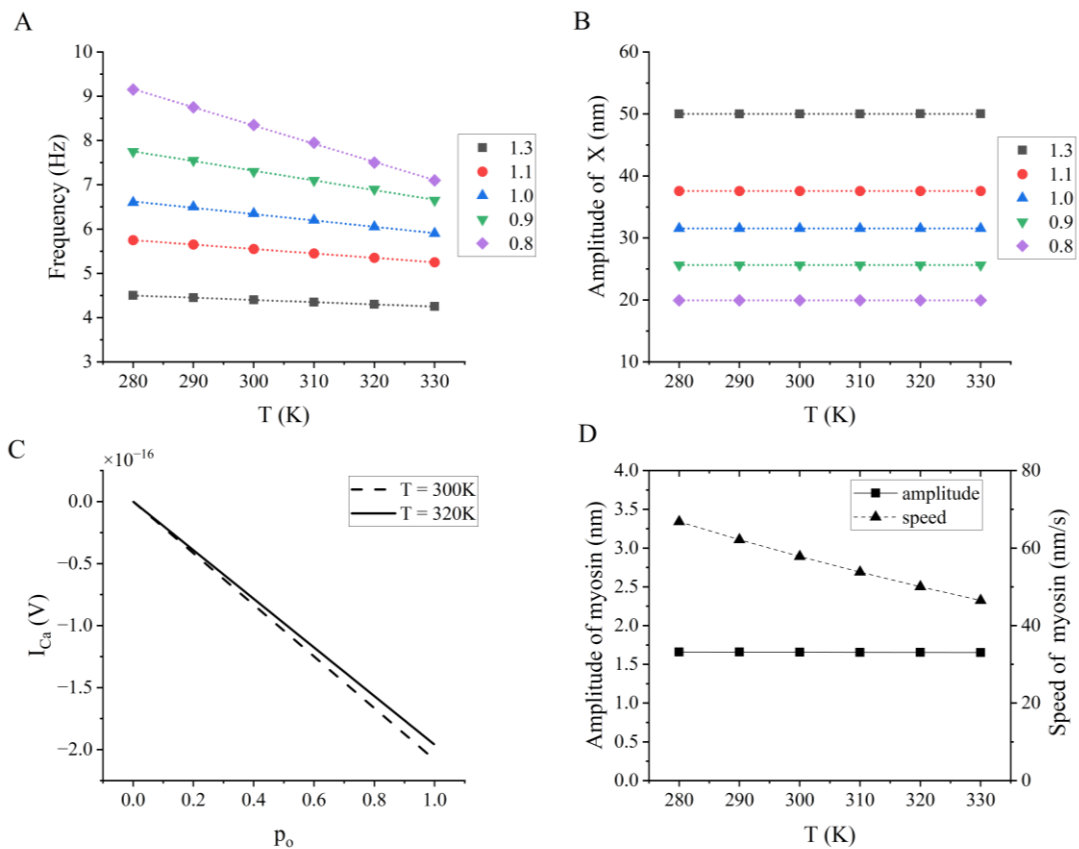 A
Frequency (Hz)
10
9
8
7
6
5
4
3
280 290 300 310 320 330
T (K)
1.3
1.1
1.0
0.9
0.8
B
Amplitude of X (nm)
60
50
40
30
20
10
280 290 300 310 320 330
T (K)
1.3
1.1
1.0
0.9
0.8
C
×10⁻¹⁶
I_Ca (V)
0.0
−0.5
−1.0
−1.5
−2.0
0.0 0.2 0.4 0.6 0.8 1.0
p_o
T = 300K
T = 320K
D
Amplitude of myosin (nm)
4.0
3.5
3.0
2.5
2.0
1.5
1.0
0.5
0.0
280 290 300 310 320 330
T (K)
amplitude
speed
80
60
40
20
0
Speed of myosin (nm/s)